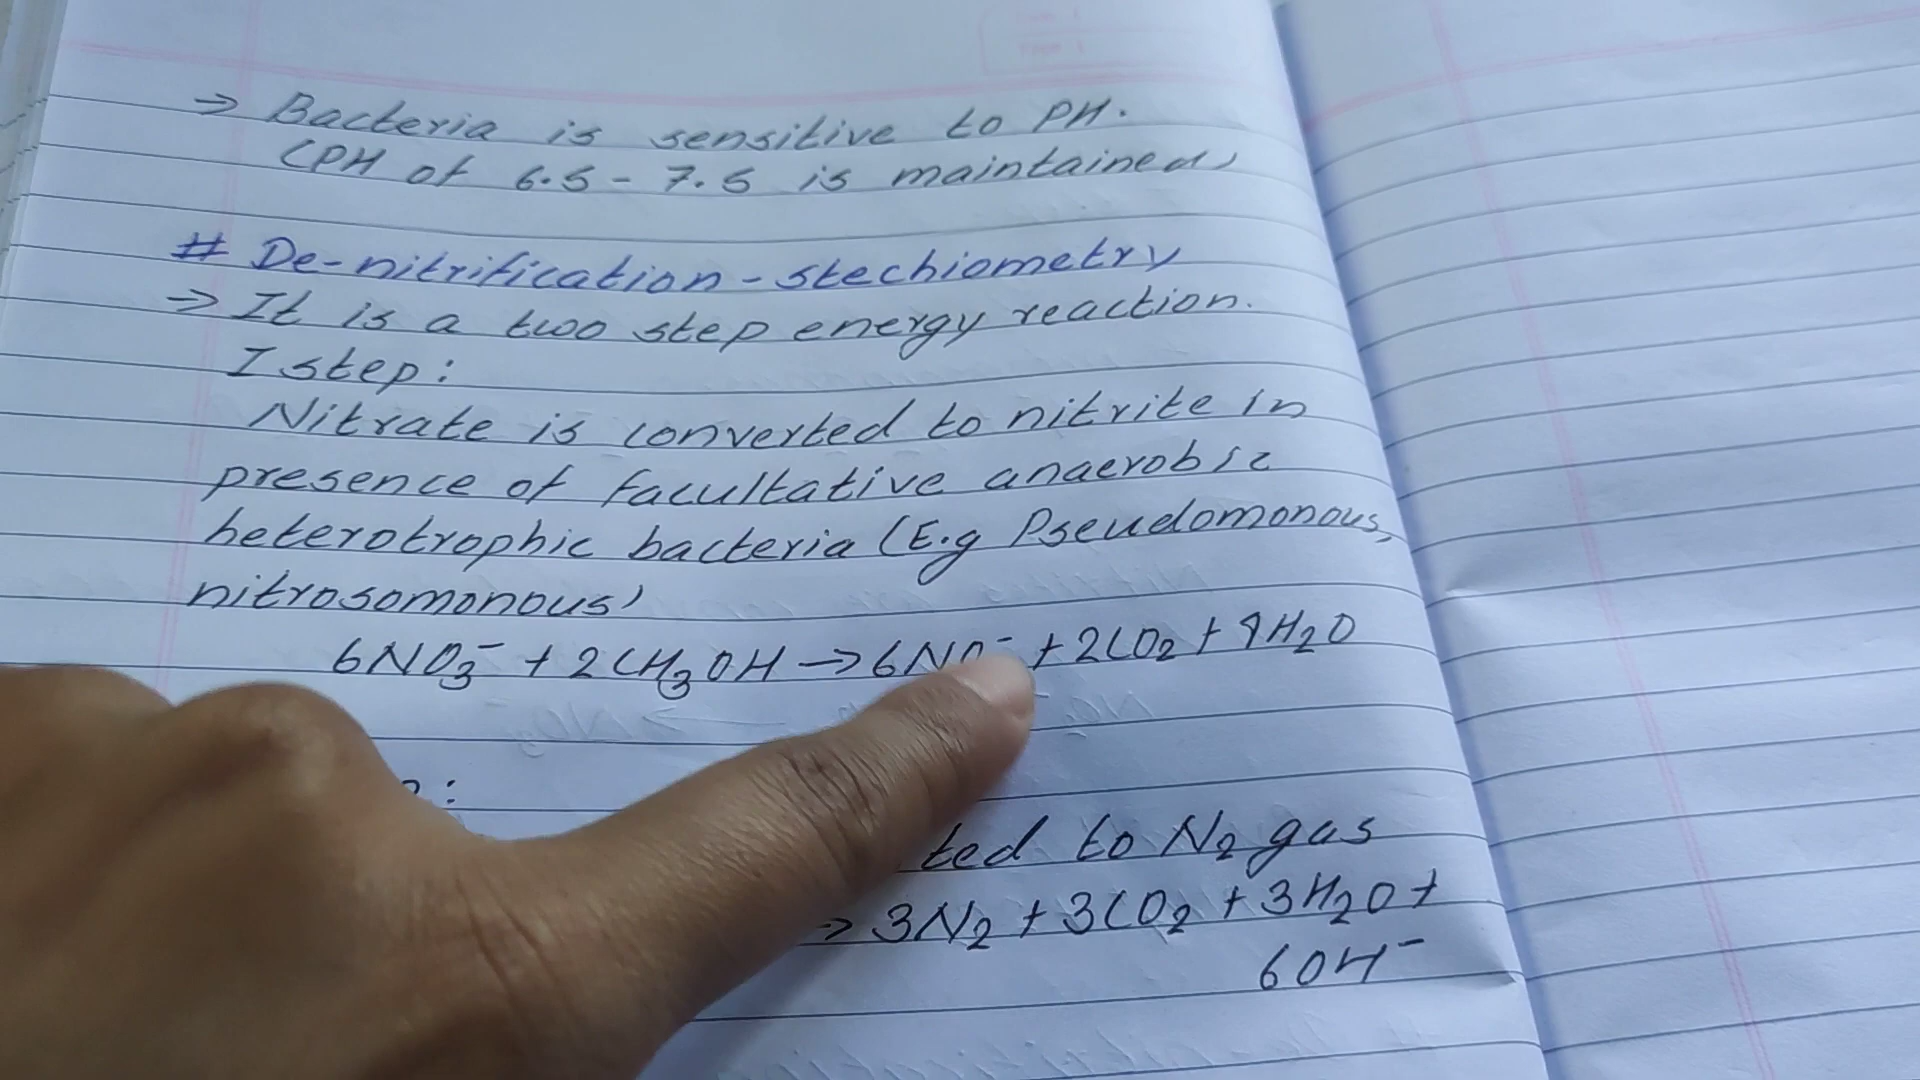 => Bacteria is sensitive to PH.
(PH of 6.5 - 7.5 is maintained)
# De-nitrification - stechiometry
=> It is a two step energy reaction.
I step:
Nitrate is converted to nitrite in
presence of facultative anaerobic
heterotrophic bacteria (E.g Pseudomonous,
nitrosomonous)
6NO3⁻ + 2CH3OH → 6NO⁻ + 2CO2 + 4H2O
:
ted to N2 gas
→ 3N2 + 3CO2 + 3H2O +
6OH⁻